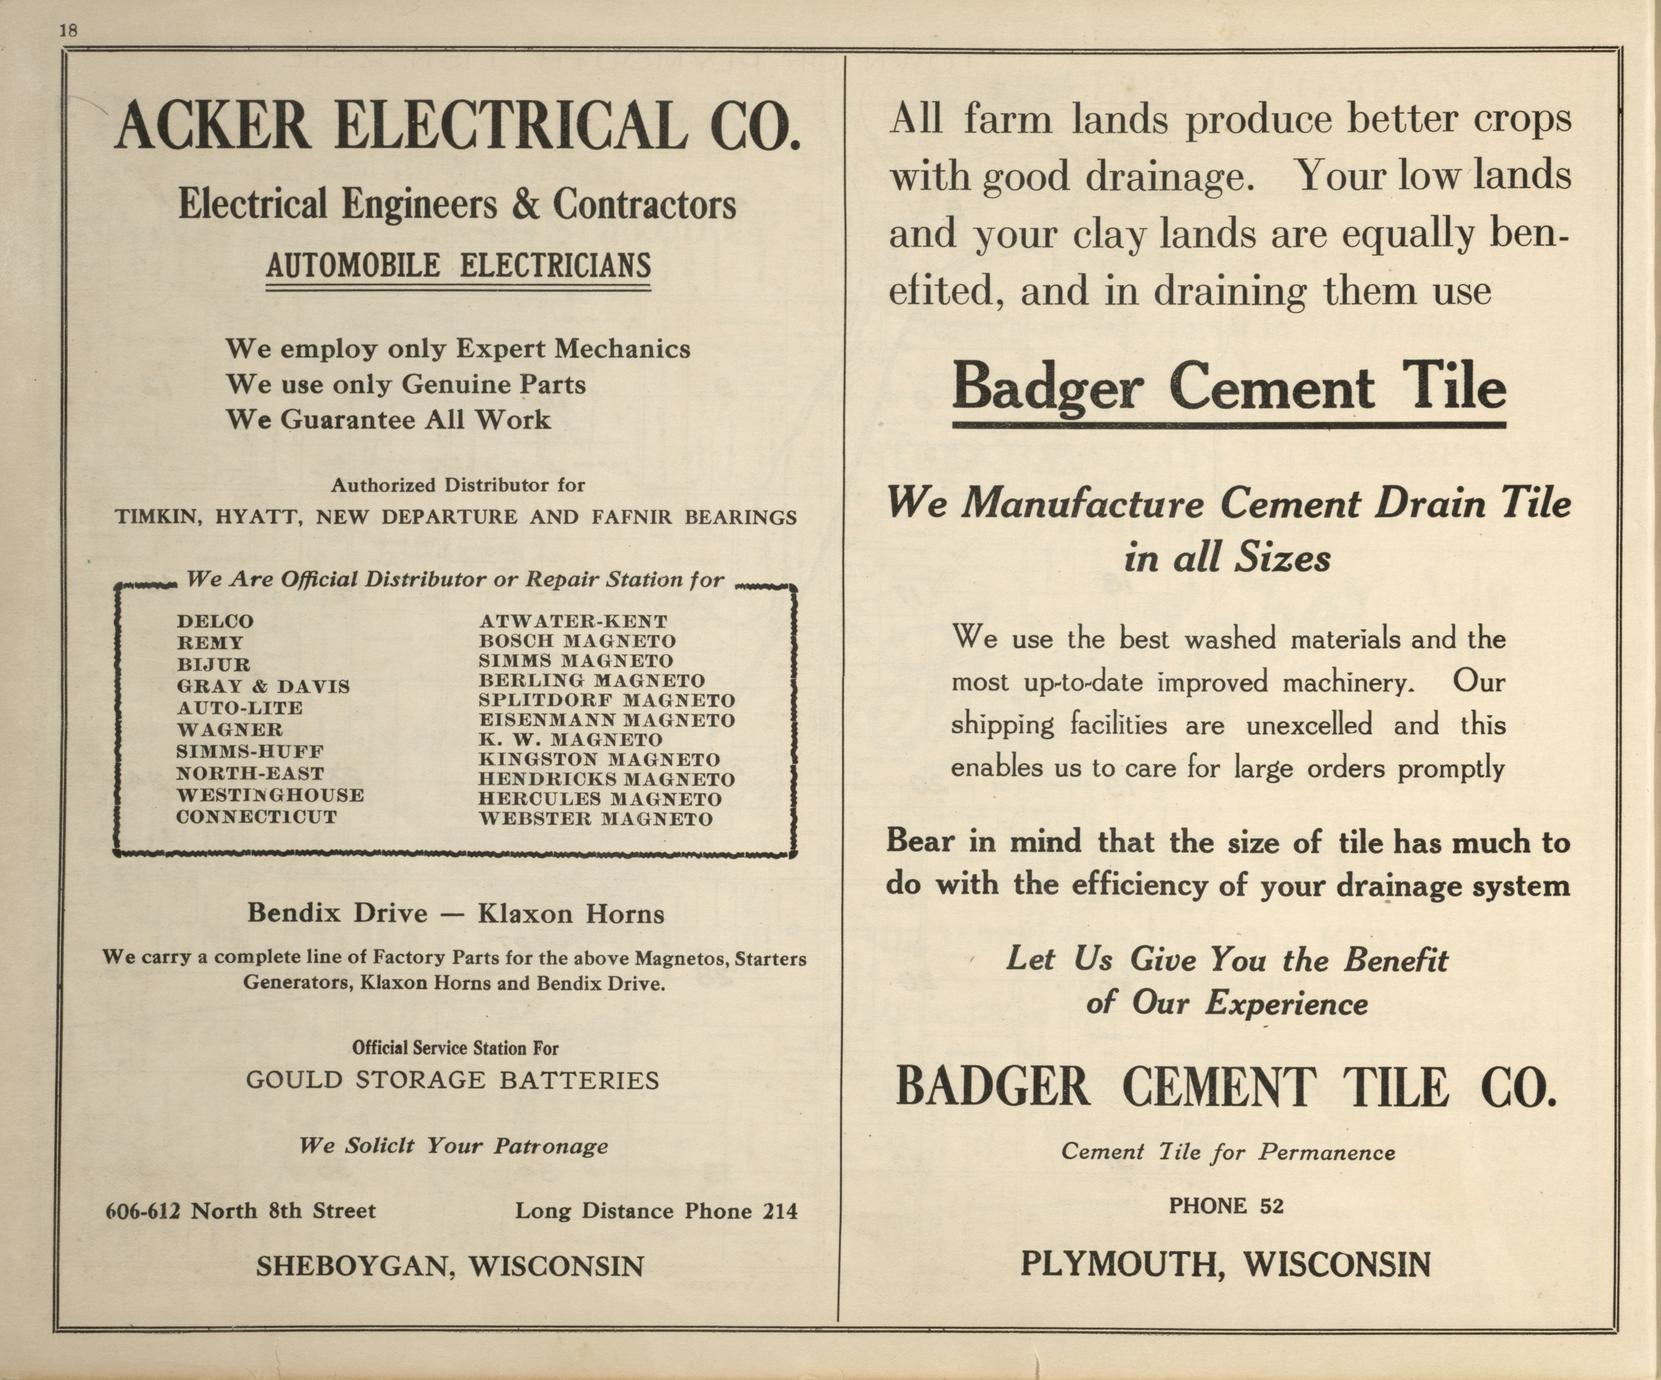 18
ACKER ELECTRICAL CO.
Electrical Engineers & Contractors
AUTOMOBILE ELECTRICIANS
We employ only Expert Mechanics
We use only Genuine Parts
We Guarantee All Work
Authorized Distributor for
TIMKIN, HYATT, NEW DEPARTURE AND FAFNIR BEARINGS
We Are Official Distributor or Repair Station for
DELCO
REMY
BIJUR
GRAY & DAVIS
AUTO-LITE
WAGNER
SIMMS-HUFF
NORTH-EAST
WESTINGHOUSE
CONNECT1CUT
ATWATER-KENT
BOSCH MAGNETO
SIMMS MAGNETO
BERLING MAGNETO
SPLITDORF MAGNETO
EISENMANN MAGNETO
K. W. MAGNETO
KINGSTON MAGNETO
HENDRICKS MAGNETO
HERCULES MAGNETO
WEBSTER MAGNETO
Bendix Drive — Klaxon Horns
We carry a complete line of Factory Parts for the above Magnetos, Starters
Generators, Klaxon Horns and Bendix Drive.
Official Service Station For
GOULD STORAGE BATTERIES
We Soliclt Your Patronage
606-612 North 8th Street Long Distance Phone 214
SHEBOYGAN, WISCONSIN
All farm lands produce better crops
with good drainage. Your low lands
and your clay lands are equally ben-
efited, and in draining them use
Badger Cement Tile
We Manufacture Cement Drain Tile
in all Sizes
We use the best washed materials and the
most up-to-date improved machinery. Our
shipping facilities are unexcelled and this
enables us to care for large orders promptly
Bear in mind that the size of tile has much to
do with the efficiency of your drainage system
Let Us Give You the Benefit
of Our Experience
BADGER CEMENT TILE CO.
Cement Tile for Permanence
PHONE 52
PLYMOUTH, WISCONSIN